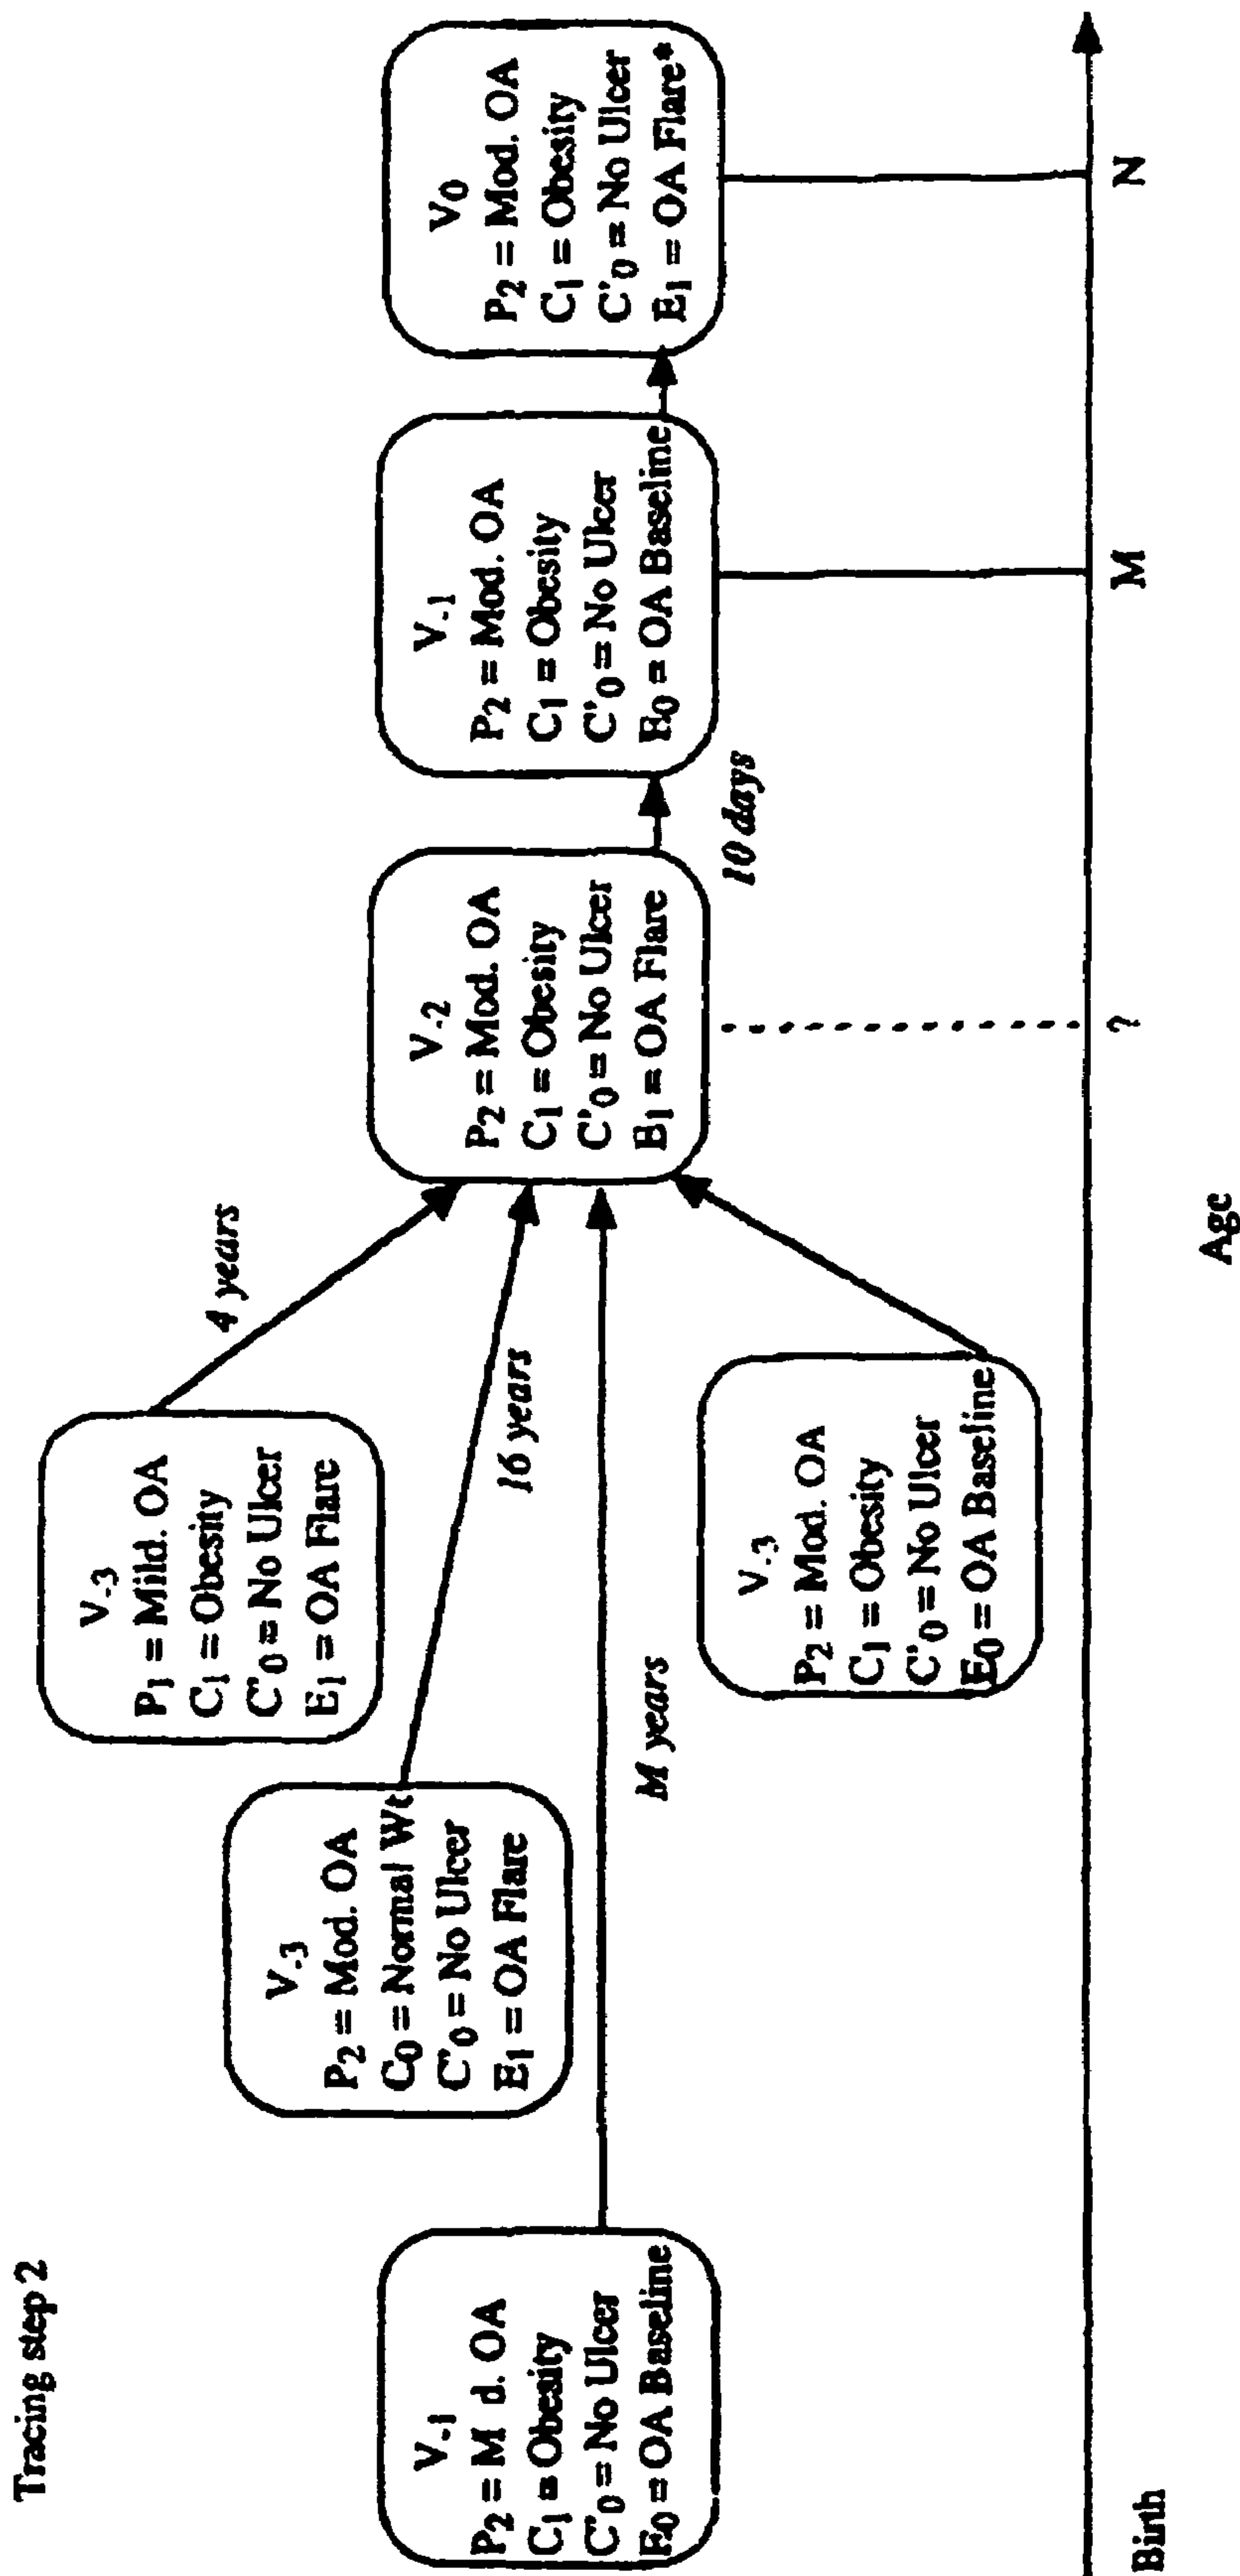 Tracing step 2
V-3
P1 = Mild. OA
C1 = Obesity
C'0 = No Ulcer
E1 = OA Flare
4 years
V-3
P2 = Mod. OA
C0 = Normal Wt
C'0 = No Ulcer
E1 = OA Flare
16 years
V-1
P2 = M d. OA
C1 = Obesity
C'0 = No Ulcer
E0 = OA Baseline
M years
V-3
P2 = Mod. OA
C1 = Obesity
C'0 = No Ulcer
E0 = OA Baseline
V-2
P2 = Mod. OA
C1 = Obesity
C'0 = No Ulcer
E1 = OA Flare
10 days
V-1
P2 = Mod. OA
C1 = Obesity
C'0 = No Ulcer
E0 = OA Baseline
V0
P2 = Mod. OA
C1 = Obesity
C'0 = No Ulcer
E1 = OA Flare*
Birth
?
M
N
Age